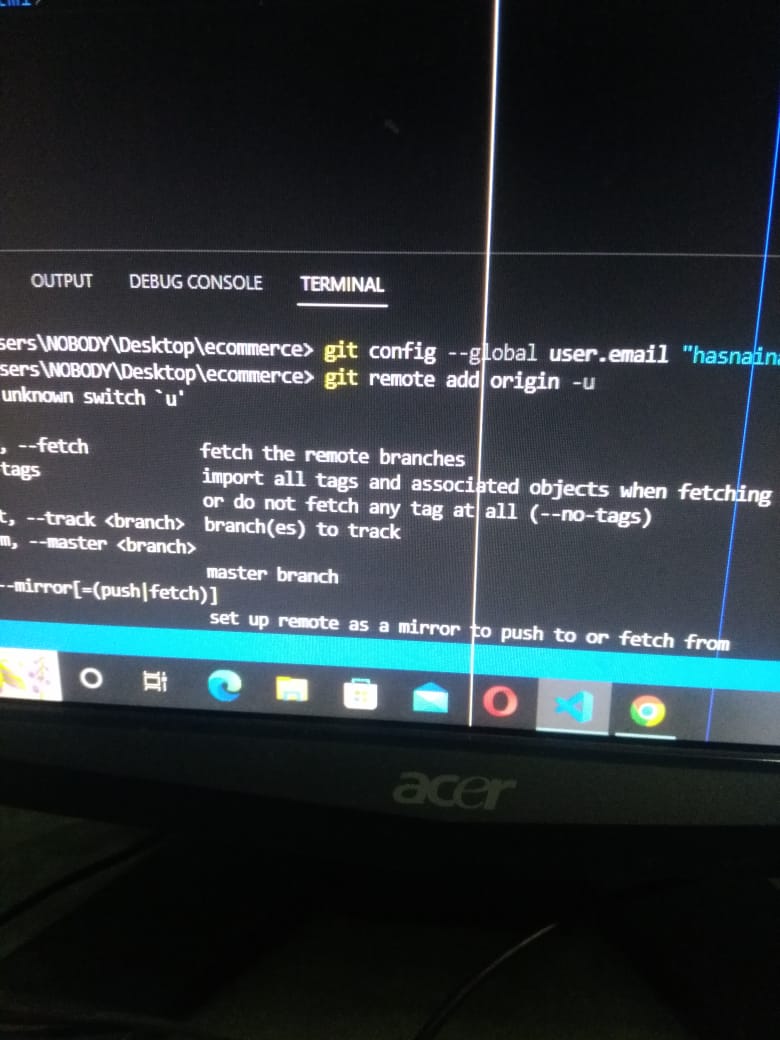 OUTPUT DEBUG CONSOLE TERMINAL
sers\NOBODY\Desktop\ecommerce> git config --global user.email "hasnain
sers\NOBODY\Desktop\ecommerce> git remote add origin -u
unknown switch `u'
, --fetch fetch the remote branches
tags import all tags and associated objects when fetching
or do not fetch any tag at all (--no-tags)
t, --track <branch> branch(es) to track
m, --master <branch>
master branch
--mirror[=(push|fetch)]
set up remote as a mirror to push to or fetch from
acer